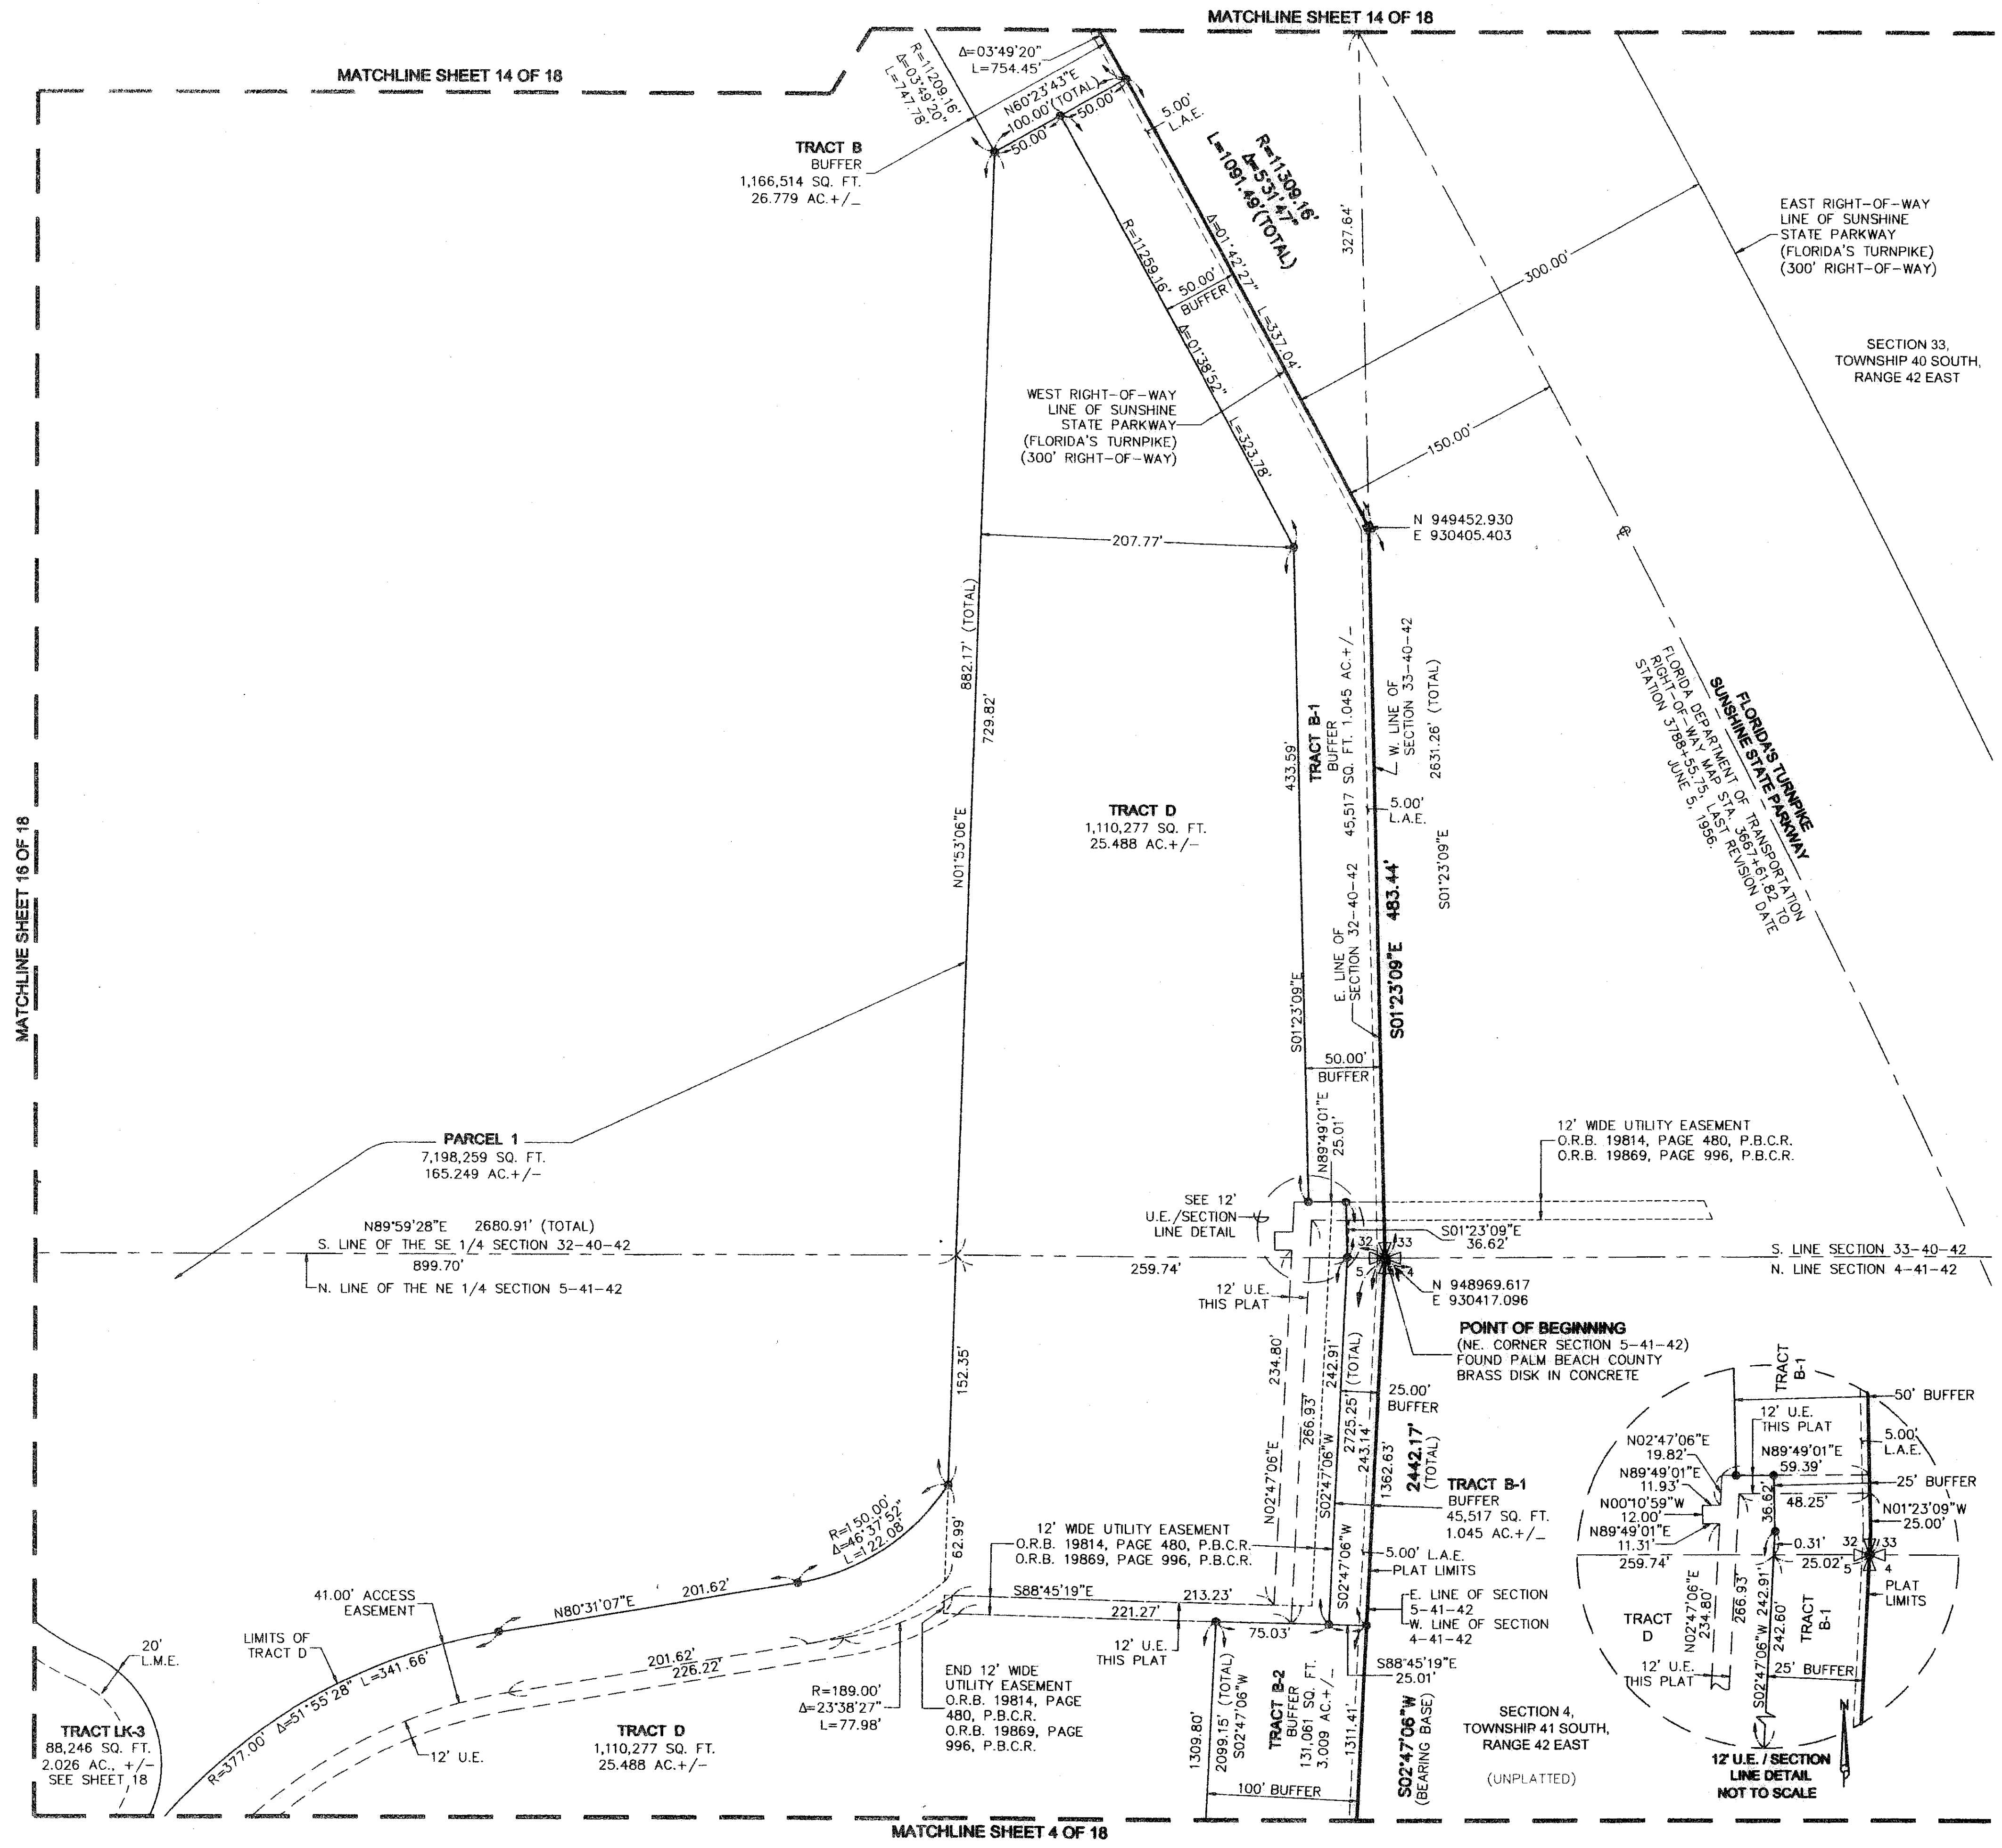 MATCHLINE SHEET 14 OF 18
MATCHLINE SHEET 14 OF 18
Δ=03°49'20"
L=754.45'
R=11209.16'
Δ=03°49'20"
L=747.78'
N60°23'43"E
100.00'(TOTAL)
50.00'
50.00'
5.00'
L.A.E.
TRACT B
BUFFER
1,166,514 SQ. FT.
26.779 AC.+/_
R=11309.16'
Δ=5°31'47"
L=1091.49'(TOTAL)
327.64'
EAST RIGHT-OF-WAY
LINE OF SUNSHINE
STATE PARKWAY
(FLORIDA'S TURNPIKE)
(300' RIGHT-OF-WAY)
R=11259.16'
Δ=01°38'52"
L=323.78'
Δ=01°42'27"
L=337.04'
50.00'
BUFFER
300.00'
150.00'
SECTION 33,
TOWNSHIP 40 SOUTH,
RANGE 42 EAST
WEST RIGHT-OF-WAY
LINE OF SUNSHINE
STATE PARKWAY
(FLORIDA'S TURNPIKE)
(300' RIGHT-OF-WAY)
N 949452.930
E 930405.403
207.77'
882.17' (TOTAL)
729.82'
N01°53'06"E
TRACT D
1,110,277 SQ. FT.
25.488 AC.+/-
433.59'
S01°23'09"E
TRACT B-1
BUFFER
45,517 SQ. FT. 1.045 AC.+/_
E. LINE OF
SECTION 32-40-42
W. LINE OF
SECTION 33-40-42
2631.26' (TOTAL)
S01°23'09"E
5.00'
L.A.E.
S01°23'09"E 483.44'
FLORIDA'S TURNPIKE
SUNSHINE STATE PARKWAY
FLORIDA DEPARTMENT OF TRANSPORTATION
RIGHT-OF-WAY MAP STA. 3667+61.82 TO
STATION 3788+55.75, LAST REVISION DATE
JUNE 5, 1956.
MATCHLINE SHEET 16 OF 18
50.00'
BUFFER
PARCEL 1
7,198,259 SQ. FT.
165.249 AC.+/-
N89°49'01"E
25.01'
12' WIDE UTILITY EASEMENT
O.R.B. 19814, PAGE 480, P.B.C.R.
O.R.B. 19869, PAGE 996, P.B.C.R.
SEE 12'
U.E./SECTION
LINE DETAIL
S01°23'09"E
36.62'
N89°59'28"E 2680.91' (TOTAL)
S. LINE OF THE SE 1/4 SECTION 32-40-42
899.70'
N. LINE OF THE NE 1/4 SECTION 5-41-42
259.74'
32
33
5
4
S. LINE SECTION 33-40-42
N. LINE SECTION 4-41-42
N 948969.617
E 930417.096
12' U.E.
THIS PLAT
POINT OF BEGINNING
(NE. CORNER SECTION 5-41-42)
FOUND PALM BEACH COUNTY
BRASS DISK IN CONCRETE
152.35'
234.80'
N02°47'06"E
266.93'
242.91'
S02°47'06"W
2725.25' (TOTAL)
243.14'
S02°47'06"W
25.00'
BUFFER
1362.63'
2442.17'
(TOTAL)
TRACT B-1
BUFFER
45,517 SQ. FT.
1.045 AC.+/_
R=150.00'
Δ=46°37'52"
L=122.08'
62.99'
12' WIDE UTILITY EASEMENT
O.R.B. 19814, PAGE 480, P.B.C.R.
O.R.B. 19869, PAGE 996, P.B.C.R.
5.00' L.A.E.
PLAT LIMITS
E. LINE OF SECTION
5-41-42
W. LINE OF SECTION
4-41-42
S88°45'19"E
213.23'
221.27'
75.03'
12' U.E.
THIS PLAT
S88°45'19"E
25.01'
N80°31'07"E
201.62'
41.00' ACCESS
EASEMENT
LIMITS OF
TRACT D
20'
L.M.E.
R=377.00' Δ=51°55'28" L=341.66'
201.62'
226.22'
R=189.00'
Δ=23°38'27"
L=77.98'
END 12' WIDE
UTILITY EASEMENT
O.R.B. 19814, PAGE
480, P.B.C.R.
O.R.B. 19869, PAGE
996, P.B.C.R.
TRACT LK-3
88,246 SQ. FT.
2.026 AC., +/-
SEE SHEET 18
12' U.E.
TRACT D
1,110,277 SQ. FT.
25.488 AC.+/-
1309.80'
2099.15' (TOTAL)
S02°47'06"W
TRACT B-2
BUFFER
131,061 SQ. FT.
3.009 AC.+/_
1311.41'
100' BUFFER
S02°47'06"W
(BEARING BASE)
SECTION 4,
TOWNSHIP 41 SOUTH,
RANGE 42 EAST
(UNPLATTED)
TRACT
B-1
50' BUFFER
12' U.E.
THIS PLAT
N02°47'06"E
19.82'
N89°49'01"E
59.39'
5.00'
L.A.E.
N89°49'01"E
11.93'
25' BUFFER
N00°10'59"W
12.00'
36.62'
48.25'
N01°23'09"W
25.00'
N89°49'01"E
11.31'
0.31'
32
33
259.74'
25.02'
5
4
N02°47'06"E
234.80'
266.93'
S02°47'06"W 242.91'
242.60'
TRACT
B-1
PLAT
LIMITS
TRACT
D
12' U.E.
THIS PLAT
25' BUFFER
N
12' U.E. / SECTION
LINE DETAIL
NOT TO SCALE
MATCHLINE SHEET 4 OF 18